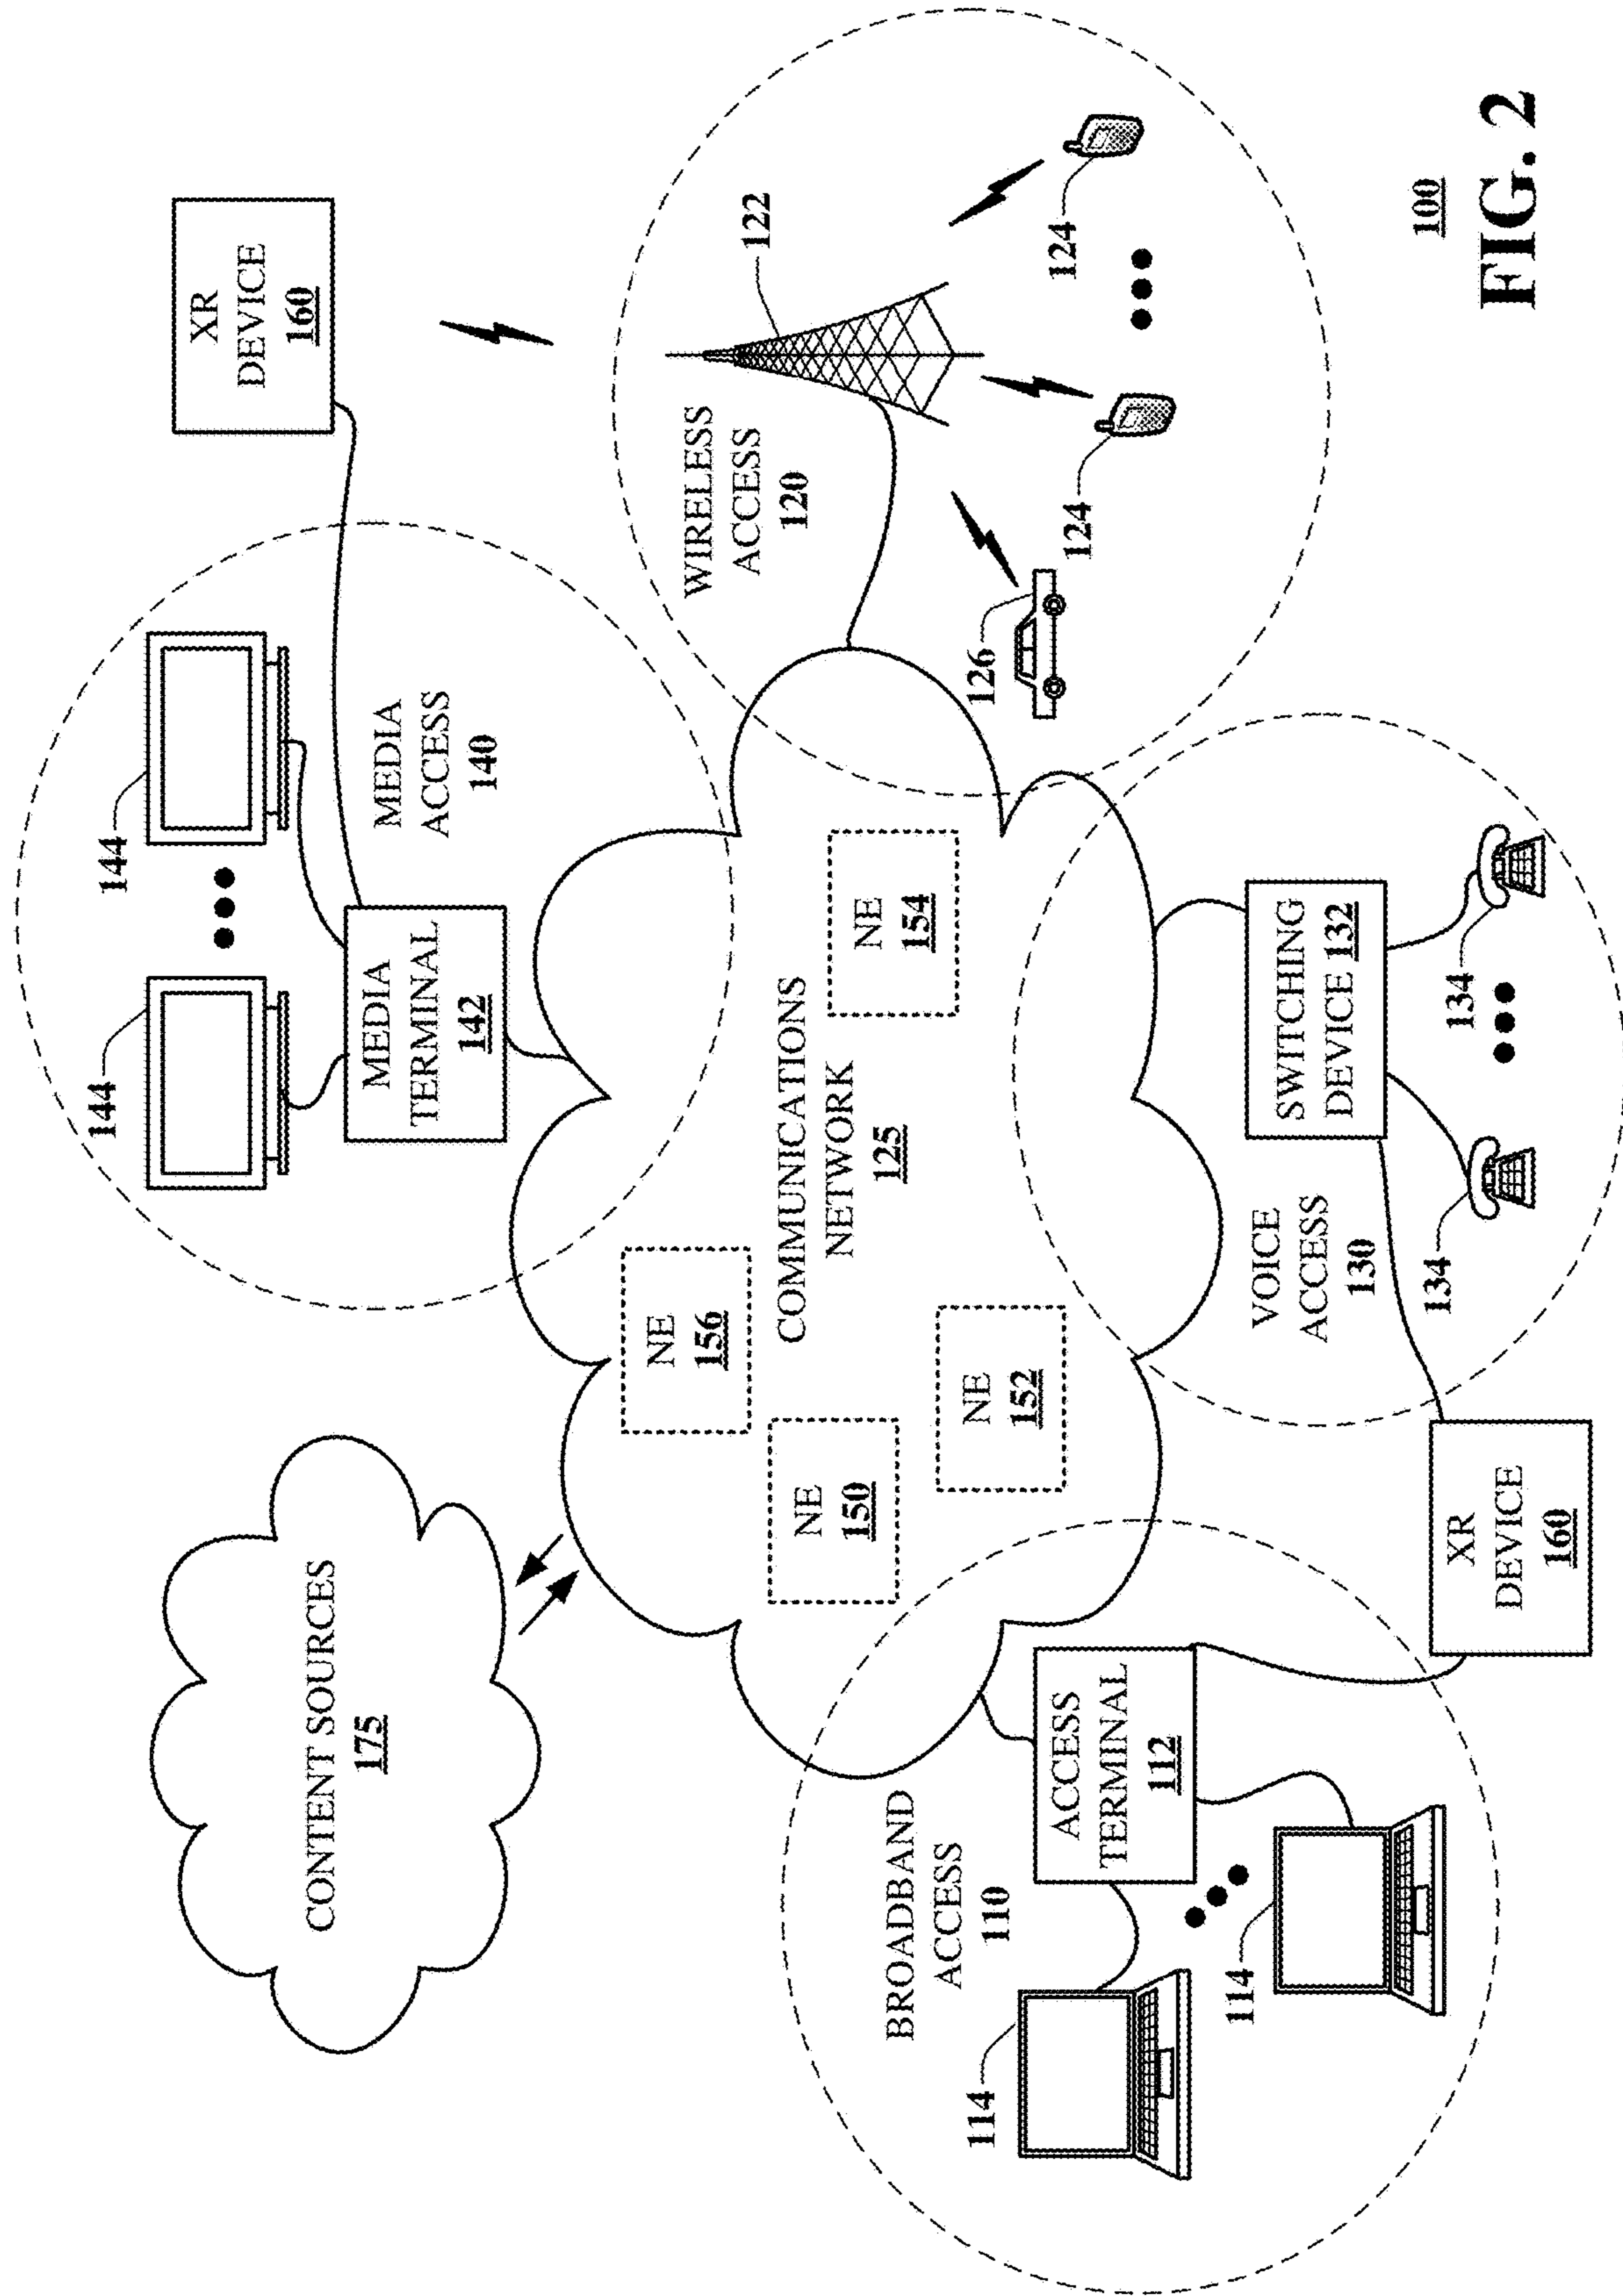 CONTENT SOURCES
175
144
144
MEDIA
TERMINAL
142
MEDIA
ACCESS
140
XR
DEVICE
160
NE
156
NE
150
NE
152
COMMUNICATIONS
NETWORK
125
NE
154
WIRELESS
ACCESS
120
122
126
124
124
BROADBAND
ACCESS
110
ACCESS
TERMINAL
112
114
114
XR
DEVICE
160
VOICE
ACCESS
130
SWITCHING
DEVICE 132
134
134
100
FIG. 2